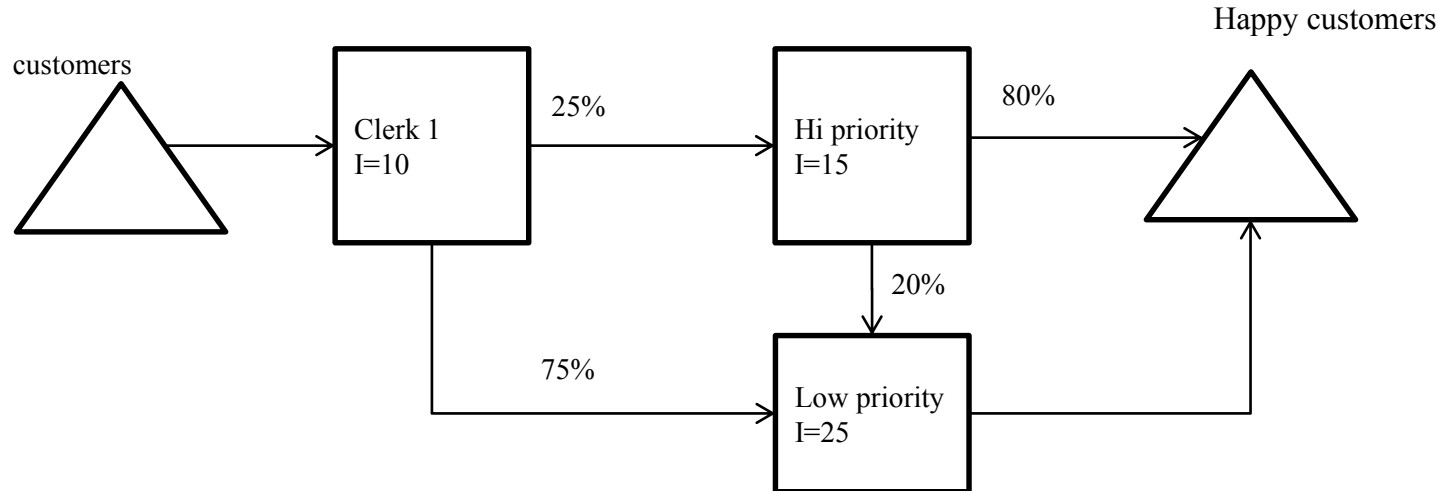 Happy customers
customers
Clerk 1
I=10
25%
Hi priority
I=15
80%
20%
75%
Low priority
I=25